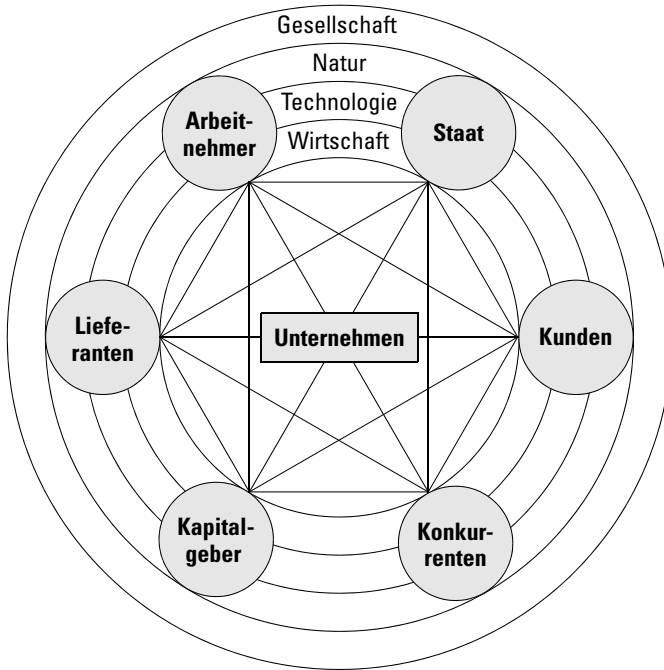 Gesellschaft
Natur
Technologie
Wirtschaft
Arbeit-
nehmer
Staat
Liefe-
ranten
Unternehmen
Kunden
Kapital-
geber
Konkur-
renten